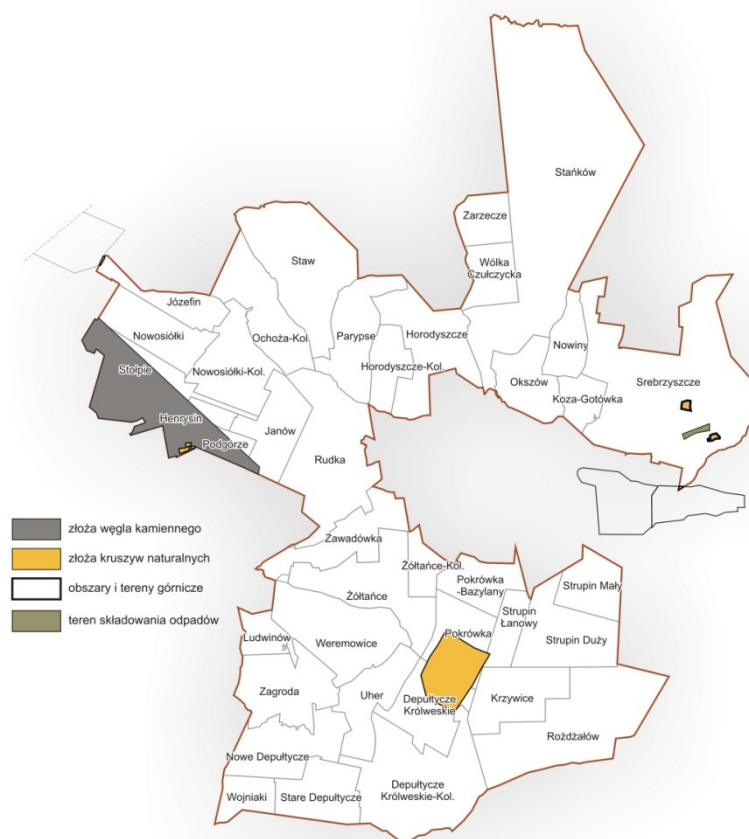 Stańków
Zarzecze
Wólka
Czułczycka
Staw
Józefin
Horodyszcze
Nowiny
Nowosiółki
Ochoża-Kol.
Parypse
Stołpie
Nowosiółki-Kol.
Horodyszcze-Kol.
Okszów
Koza-Gotówka
Srebrzyszcze
Henrysin
Janów
Podgórze
Rudka
złoża węgla kamiennego
złoża kruszyw naturalnych
obszary i tereny górnicze
teren składowania odpadów
Zawadówka
Żółtańce-Kol.
Pokrówka
-Bazylany
Strupin Mały
Żółtańce
Strupin
Łanowy
Ludwinów
Weremowice
Pokrówka
Strupin Duży
Zagroda
Uher
Depułtycze
Królweskie
Krzywice
Rożdżałów
Nowe Depułtycze
Wojniaki
Stare Depułtycze
Depułtycze
Królweskie-Kol.